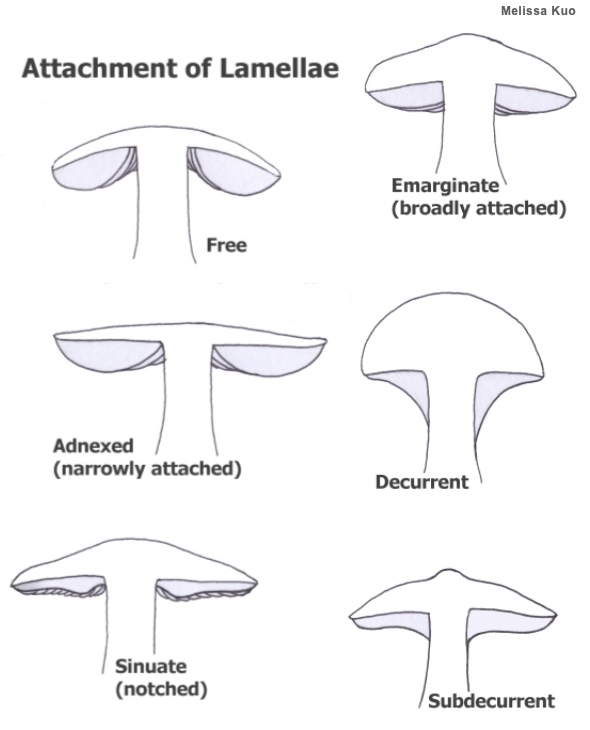 Melissa Kuo
Attachment of Lamellae
Emarginate
(broadly attached)
Free
Adnexed
(narrowly attached)
Decurrent
Sinuate
(notched)
Subdecurrent